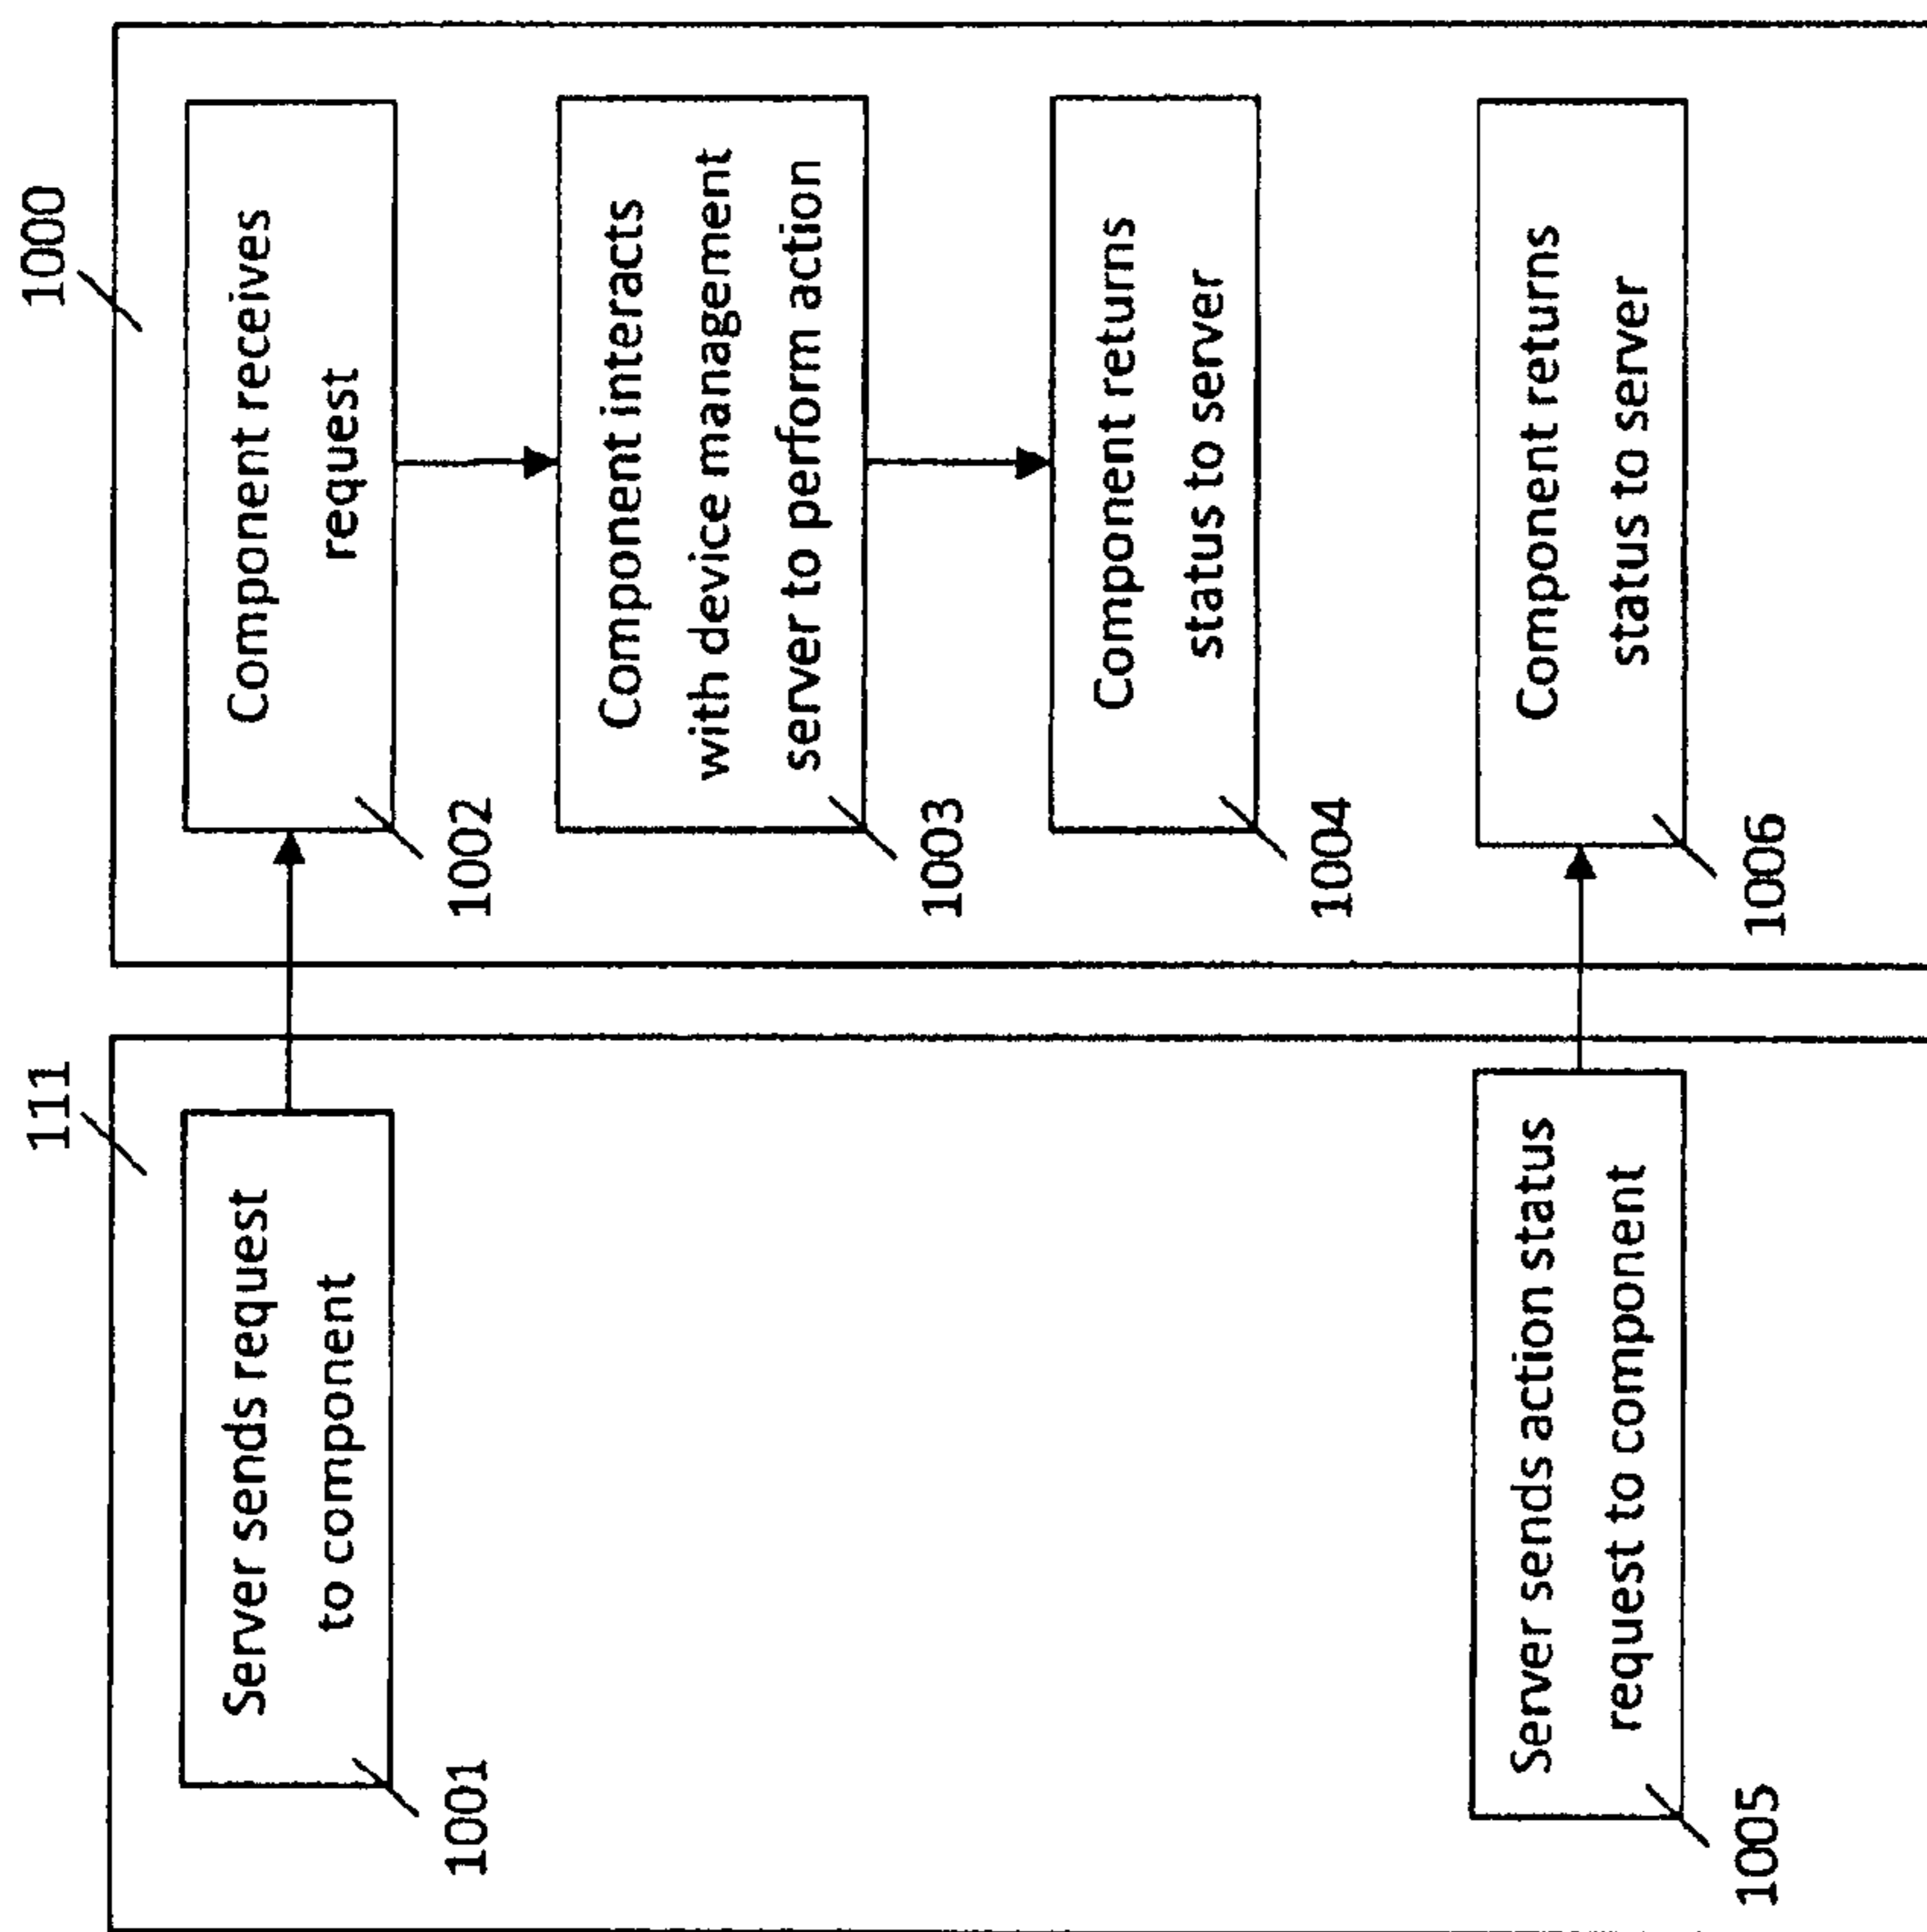 111
Server sends request
to component
1001
Server sends action status
request to component
1005
1000
Component receives
request
1002
Component interacts
with device management
server to perform action
1003
Component returns
status to server
1004
Component returns
status to server
1006